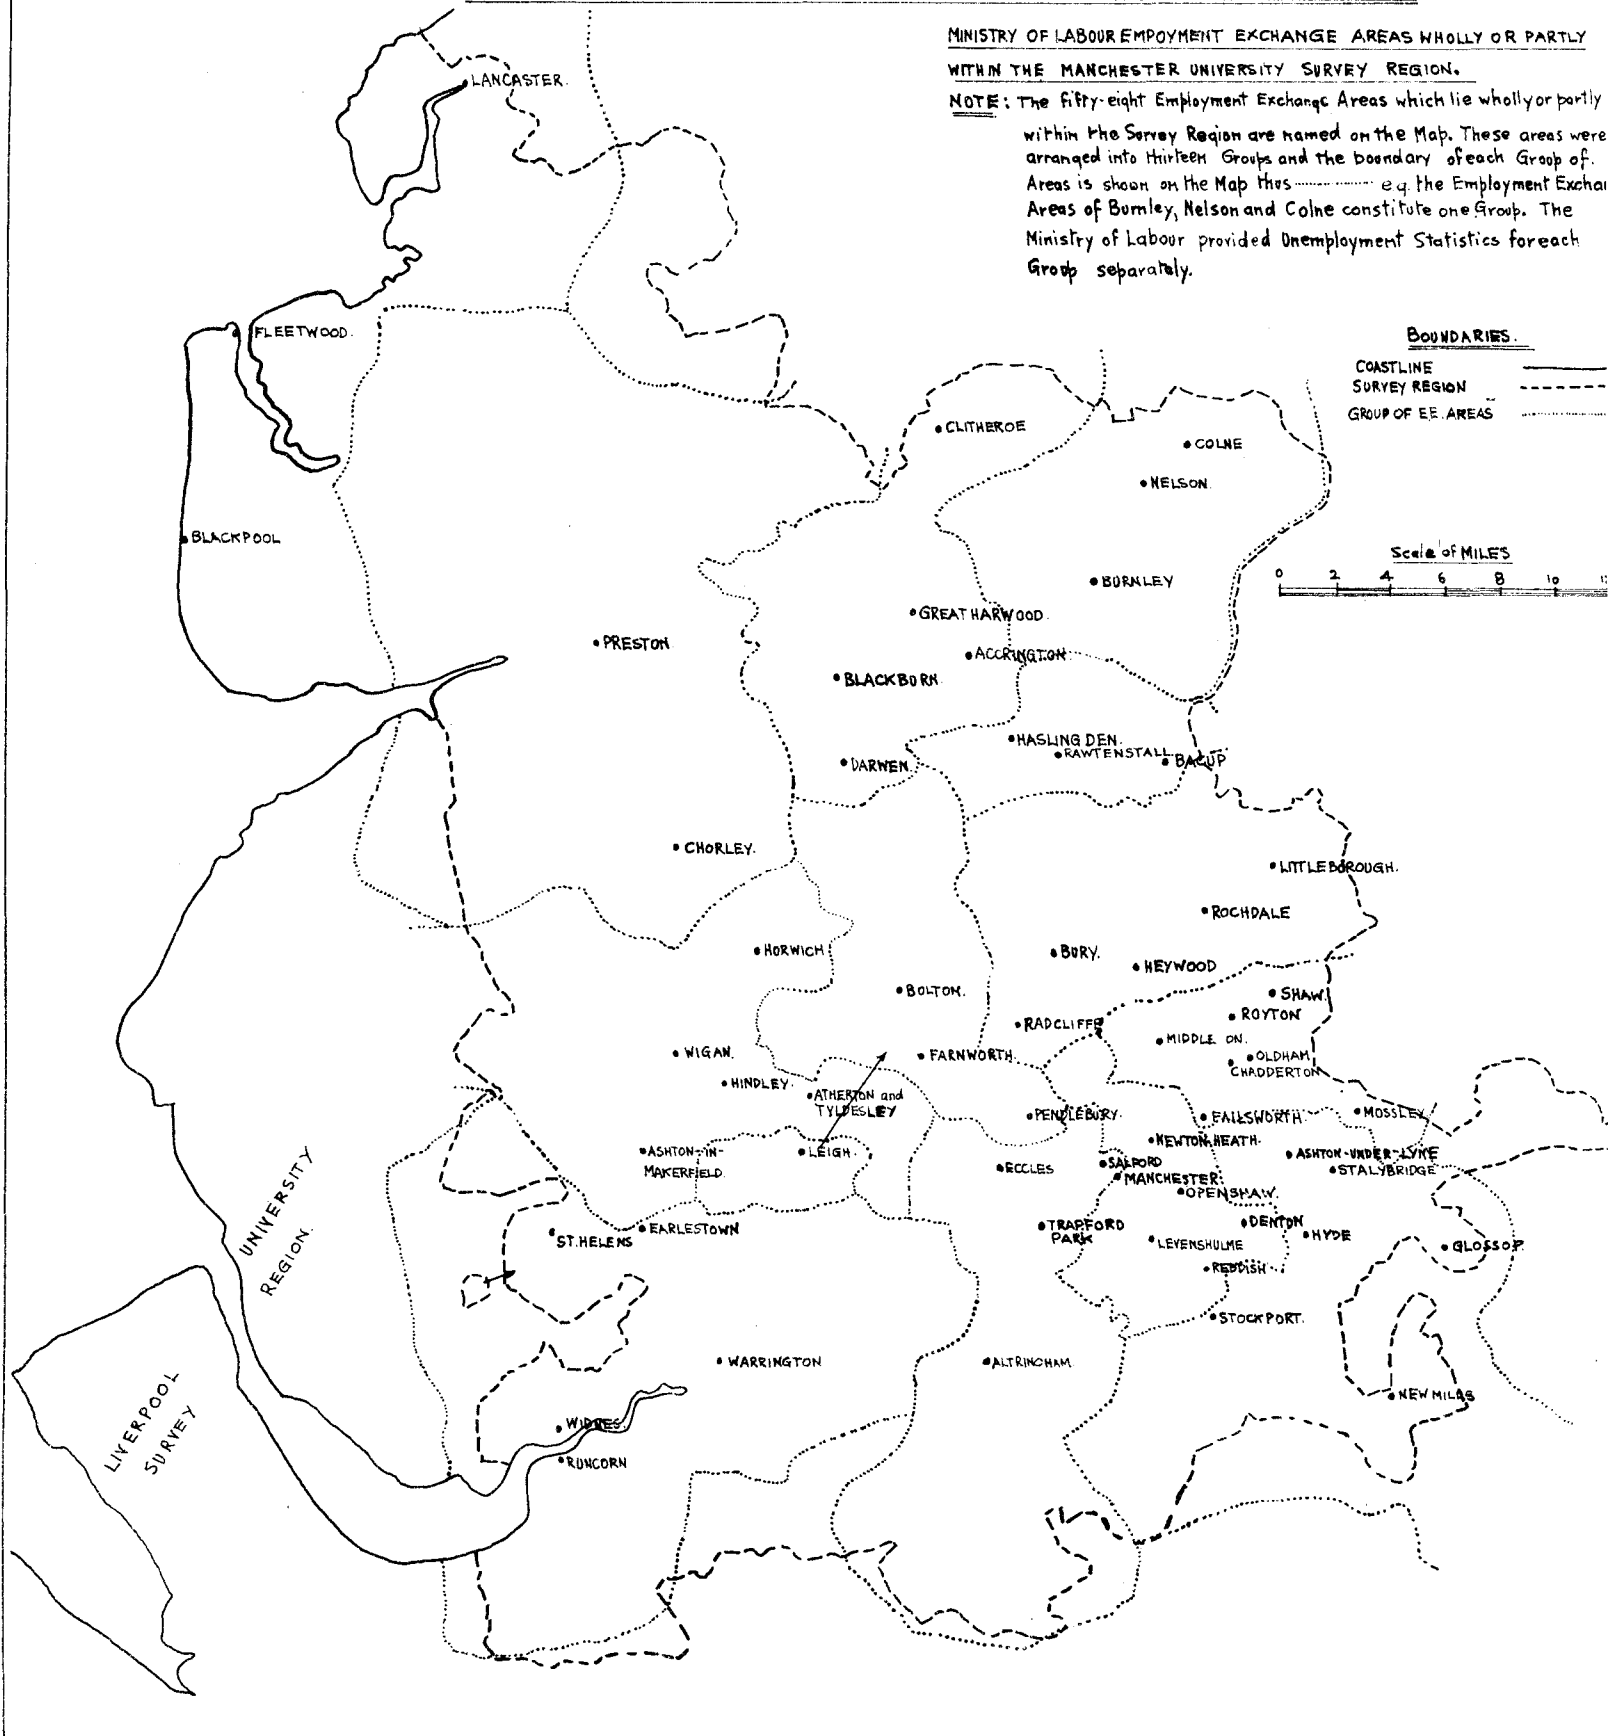 MINISTRY OF LABOUR EMPOYMENT EXCHANGE AREAS WHOLLY OR PARTLY
WITHIN THE MANCHESTER UNIVERSITY SURVEY REGION.
NOTE: The fifty-eight Employment Exchange Areas which lie wholly or partly
within the Survey Region are named on the Map. These areas were
arranged into thirteen Groups and the boundary of each Group of.
Areas is shown on the Map thus ............ e.g. the Employment Exchan
Areas of Burnley, Nelson and Colne constitute one Group. The
Ministry of Labour provided Unemployment Statistics for each
Group separately.
BOUNDARIES.
COASTLINE
SURVEY REGION
GROUP OF E.E. AREAS
Scale of MILES
0 2 4 6 8 10
LANCASTER.
FLEETWOOD.
CLITHEROE
COLNE
NELSON.
BLACKPOOL
BURNLEY
GREAT HARWOOD.
PRESTON
ACCRINGTON
BLACKBURN
HASLINGDEN.
RAWTENSTALL
BACUP
DARWEN.
CHORLEY.
LITTLEBOROUGH.
ROCHDALE
HORWICH
BURY.
HEYWOOD
BOLTON.
SHAW.
ROYTON
RADCLIFFE
MIDDLE ON.
WIGAN.
FARNWORTH.
OLDHAM
CHADDERTON
HINDLEY.
ATHERTON and
TYLDESLEY
PENDLEBURY.
FAILSWORTH
MOSSLEY
NEWTON HEATH.
ASHTON-IN-
MAKERFIELD.
LEIGH.
ECCLES
SALFORD
ASHTON-UNDER-LYNE
STALYBRIDGE
MANCHESTER.
OPENSHAW.
EARLESTOWN
ST. HELENS
TRAFFORD
PARK
DENTON
HYDE
LEVENSHULME
GLOSSOP.
REDDISH
STOCKPORT.
WARRINGTON
ALTRINCHAM.
NEW MILLS
WIDNES.
RUNCORN
UNIVERSITY
REGION.
LIVERPOOL
SURVEY